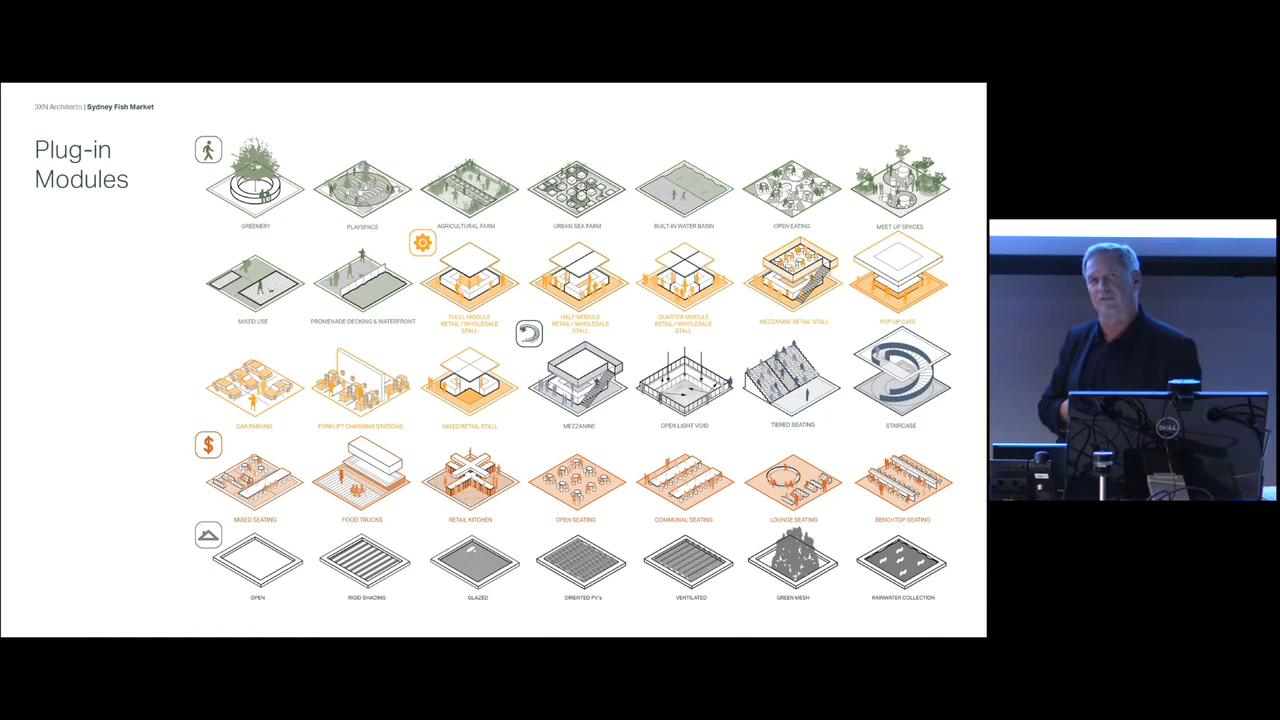 3XN Architects | Sydney Fish Market
Plug-in
Modules
GREENERY
PLAYSPACE
AGRICULTURAL FARM
URBAN SEA FARM
BUILT-IN WATER BASIN
OPEN EATING
MEET UP SPACES
MIXED USE
PROMENADE DECKING & WATERFRONT
FULLL MODULE
RETAIL / WHOLESALE
STALL
HALF MODULE
RETAIL / WHOLESALE
STALL
QUARTER MODULE
RETAIL / WHOLESALE
STALL
MEZZANINE RETAIL STALL
POP UP CAFE
CAR PARKING
FORKLIFT CHARGING STATIONS
MIXED RETAIL STALL
MEZZANINE
OPEN LIGHT VOID
TIERED SEATING
STAIRCASE
$
MIXED SEATING
FOOD TRUCKS
RETAIL KITCHEN
OPEN SEATING
COMMUNAL SEATING
LOUNGE SEATING
BENCHTOP SEATING
OPEN
RIGID SHADING
GLAZED
ORIENTED PV's
VENTILATED
GREEN MESH
RAINWATER COLLECTION
DELL